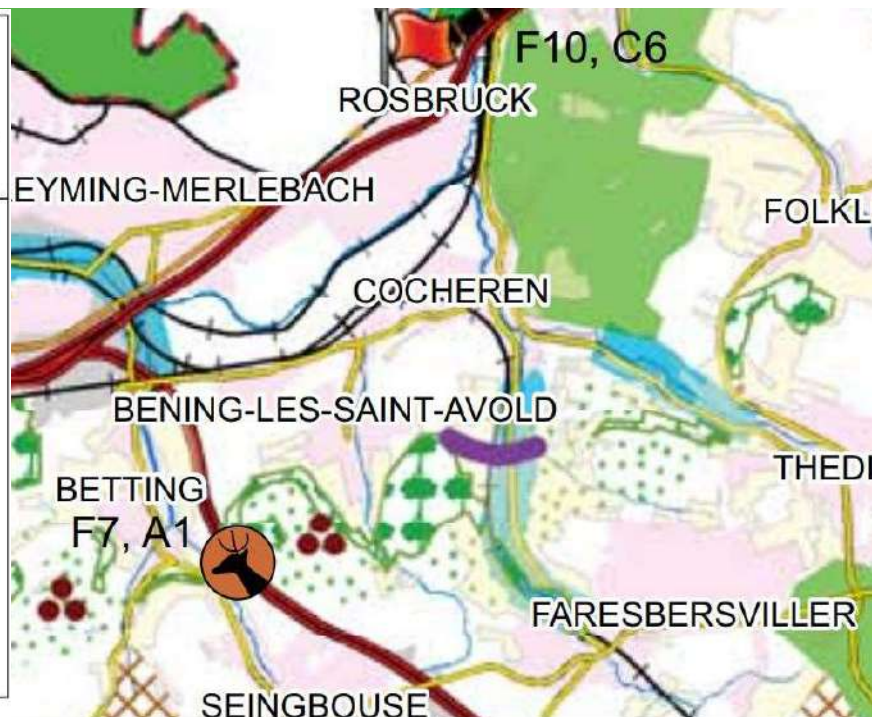 F10, C6
ROSBRUCK
EYMING-MERLEBACH
FOLKL
COCHEREN
BENING-LES-SAINT-AVOLD
THEDI
BETTING
F7, A1
FARESBERSVILLER
SEINGBOUSE